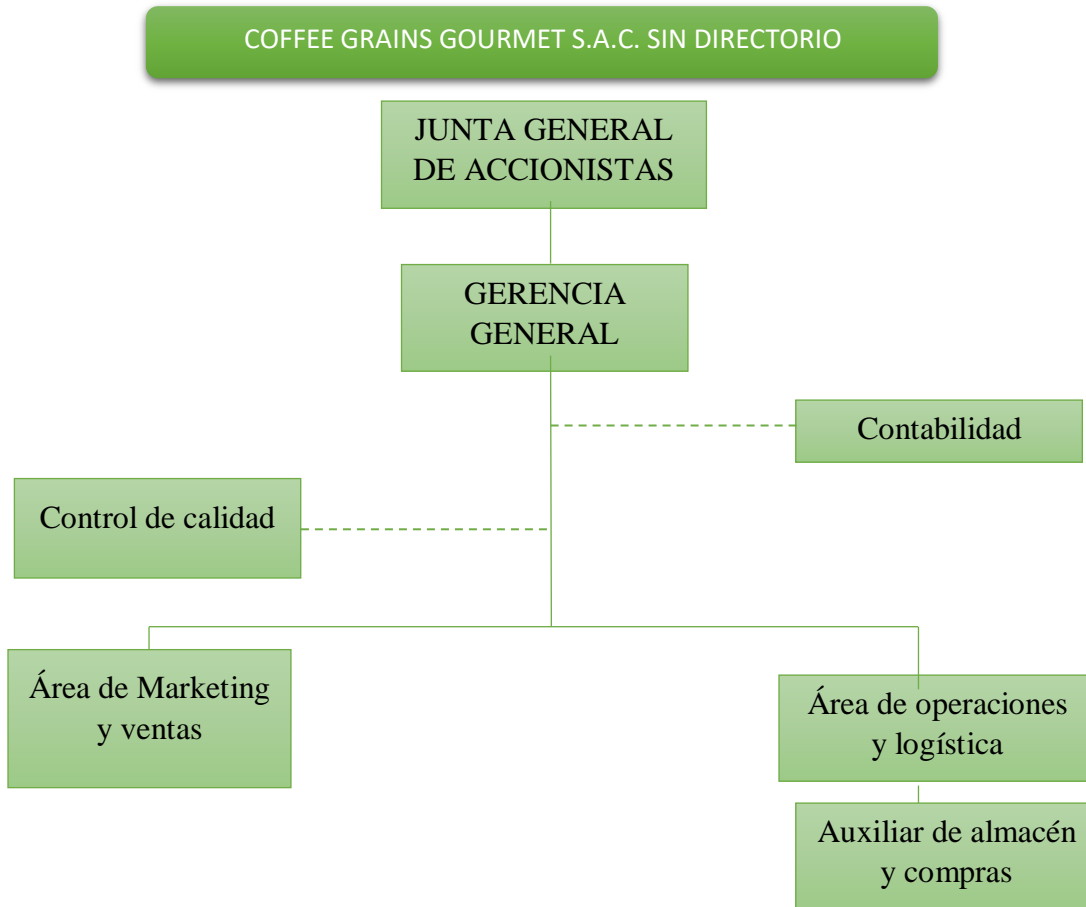 COFFEE GRAINS GOURMET S.A.C. SIN DIRECTORIO
JUNTA GENERAL
DE ACCIONISTAS
GERENCIA
GENERAL
Contabilidad
Control de calidad
Área de Marketing
y ventas
Área de operaciones
y logística
Auxiliar de almacén
y compras